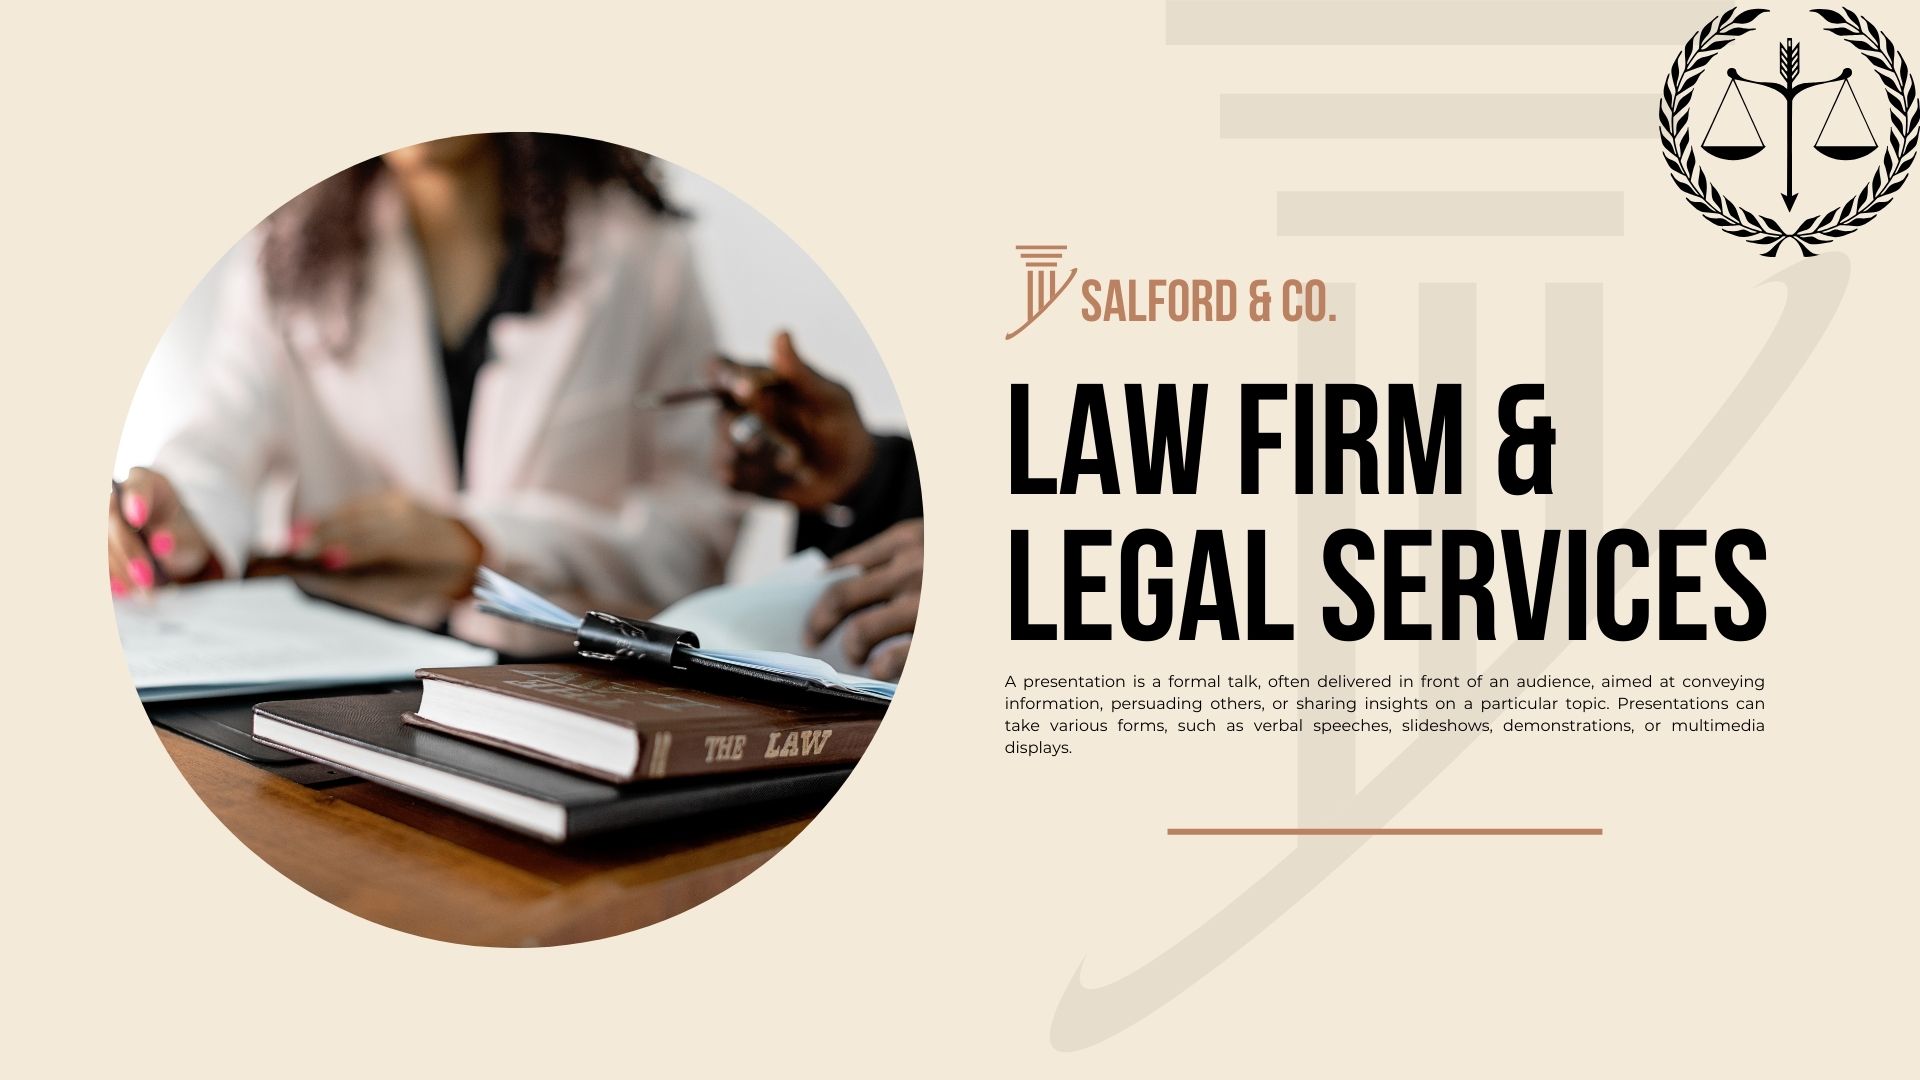 SALFORD & CO.
LAW FIRM &
LEGAL SERVICES
A presentation is a formal talk, often delivered in front of an audience, aimed at conveying
information, persuading others, or sharing insights on a particular topic. Presentations can
take various forms, such as verbal speeches, slideshows, demonstrations, or multimedia
displays.
THE LAW